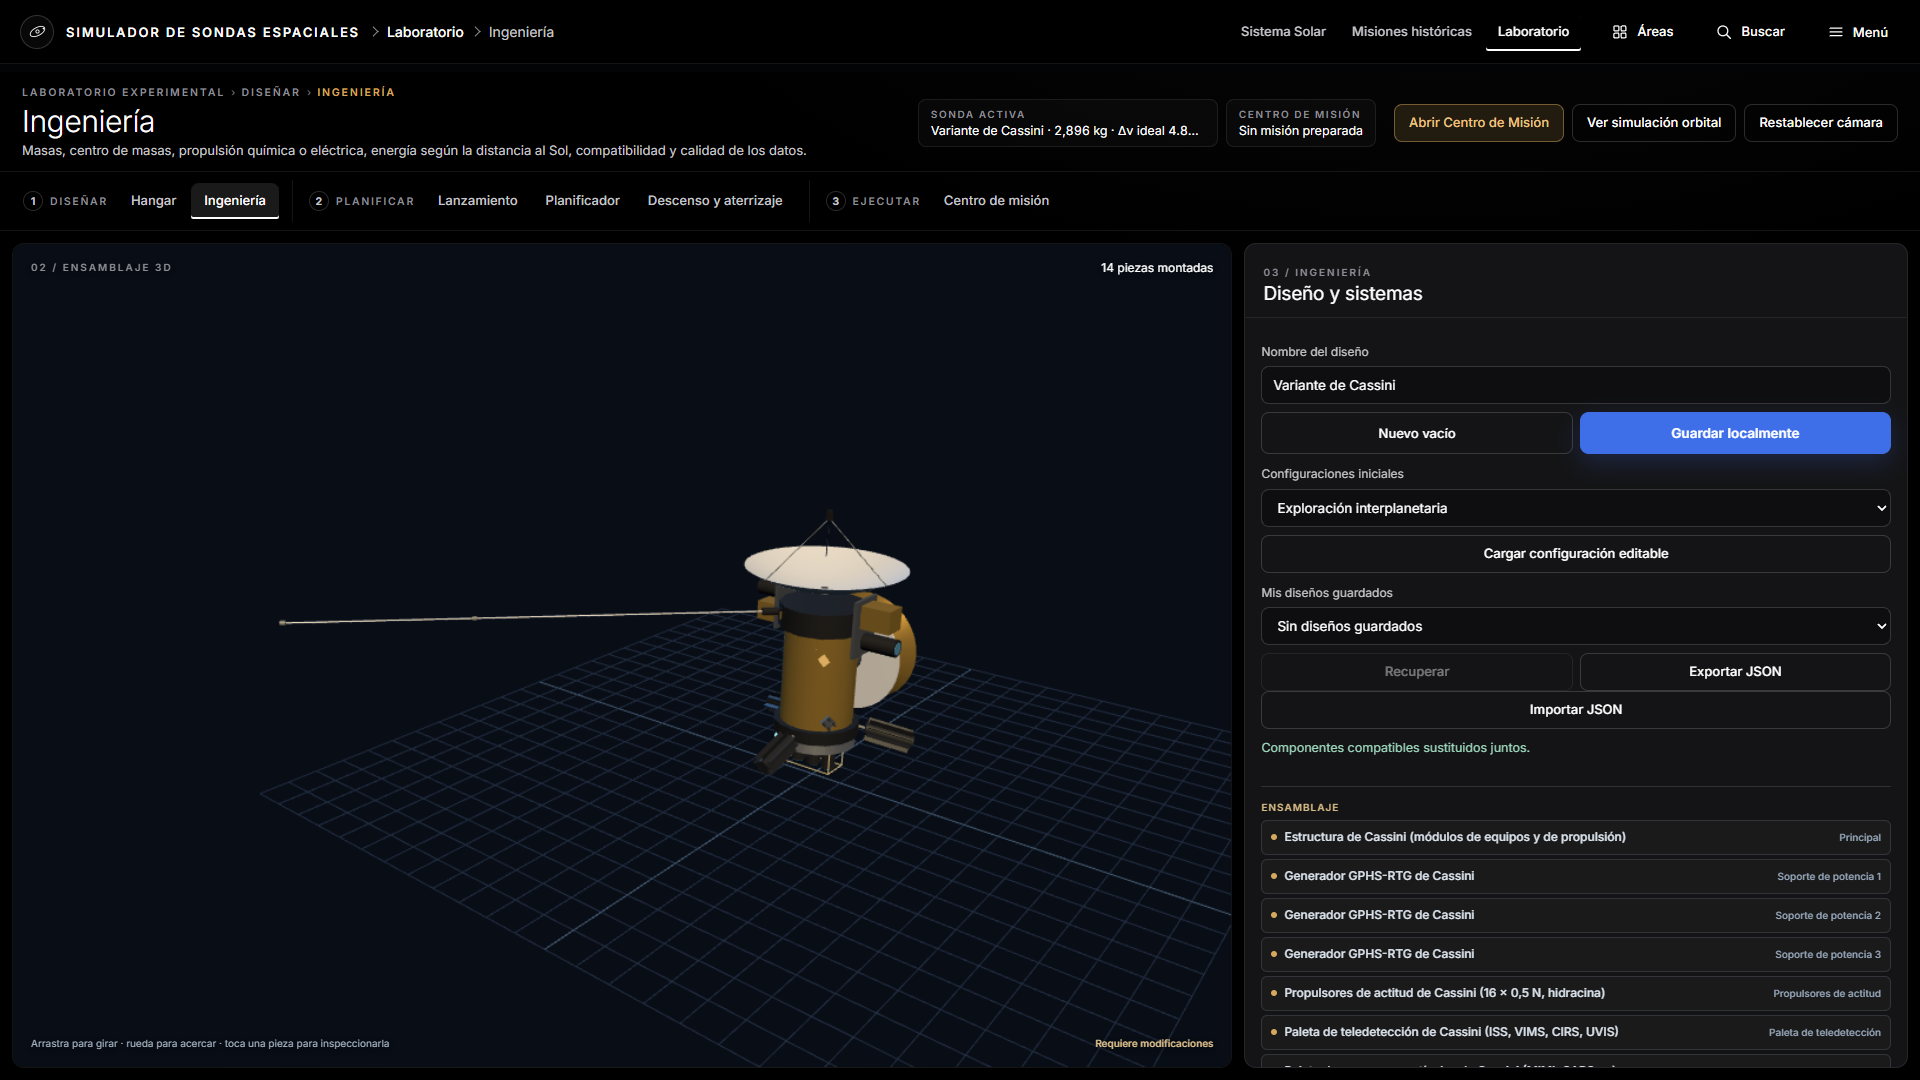 SIMULADOR DE SONDAS ESPACIALES > Laboratorio > Ingeniería
Sistema Solar
Misiones históricas
Laboratorio
Áreas
Buscar
Menú
LABORATORIO EXPERIMENTAL › DISEÑAR › INGENIERÍA
Ingeniería
Masas, centro de masas, propulsión química o eléctrica, energía según la distancia al Sol, compatibilidad y calidad de los datos.
SONDA ACTIVA
Variante de Cassini · 2,896 kg · Δv ideal 4.8...
CENTRO DE MISIÓN
Sin misión preparada
Abrir Centro de Misión
Ver simulación orbital
Restablecer cámara
1 DISEÑAR
Hangar
Ingeniería
2 PLANIFICAR
Lanzamiento
Planificador
Descenso y aterrizaje
3 EJECUTAR
Centro de misión
02 / ENSAMBLAJE 3D
14 piezas montadas
Arrastra para girar · rueda para acercar · toca una pieza para inspeccionarla
Requiere modificaciones
03 / INGENIERÍA
Diseño y sistemas
Nombre del diseño
Variante de Cassini
Nuevo vacío
Guardar localmente
Configuraciones iniciales
Exploración interplanetaria
Cargar configuración editable
Mis diseños guardados
Sin diseños guardados
Recuperar
Exportar JSON
Importar JSON
Componentes compatibles sustituidos juntos.
ENSAMBLAJE
Estructura de Cassini (módulos de equipos y de propulsión) Principal
Generador GPHS-RTG de Cassini Soporte de potencia 1
Generador GPHS-RTG de Cassini Soporte de potencia 2
Generador GPHS-RTG de Cassini Soporte de potencia 3
Propulsores de actitud de Cassini (16 × 0,5 N, hidracina) Propulsores de actitud
Paleta de teledetección de Cassini (ISS, VIMS, CIRS, UVIS) Paleta de teledetección